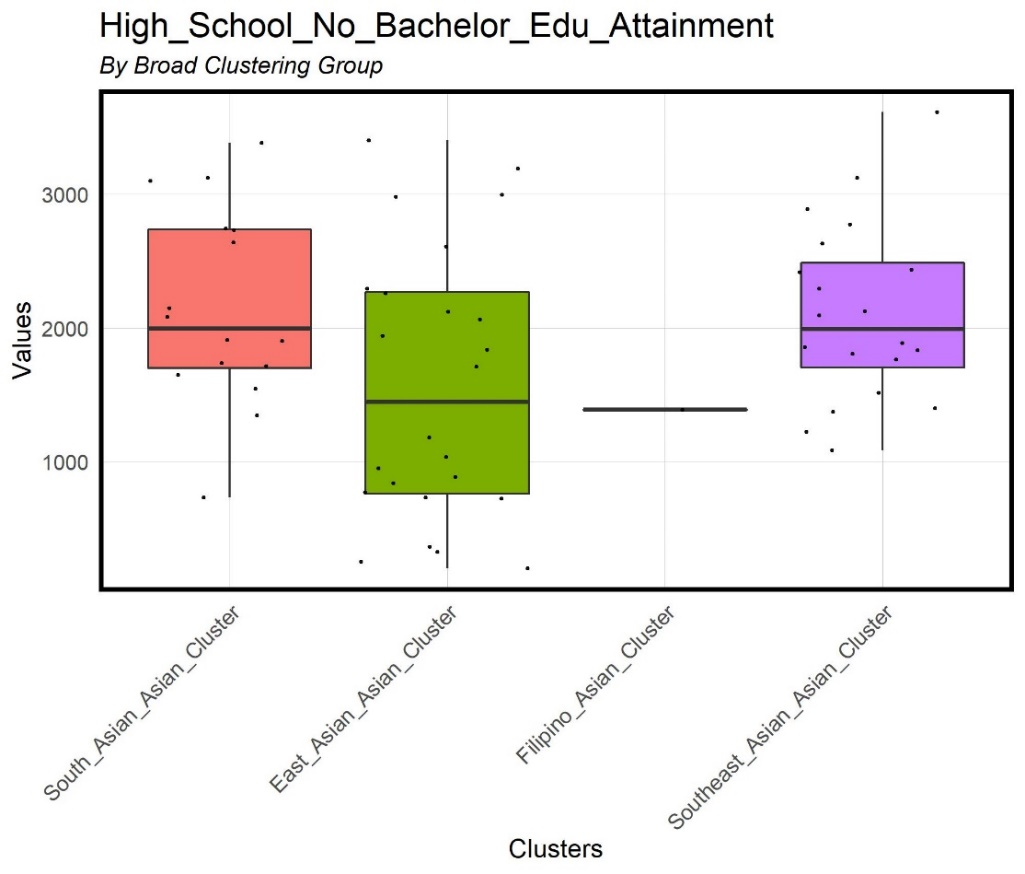 High_School_No_Bachelor_Edu_Attainment
By Broad Clustering Group
3000
2000
1000
Values
South_Asian_Asian_Cluster
East_Asian_Asian_Cluster
Filipino_Asian_Cluster
Southeast_Asian_Asian_Cluster
Clusters